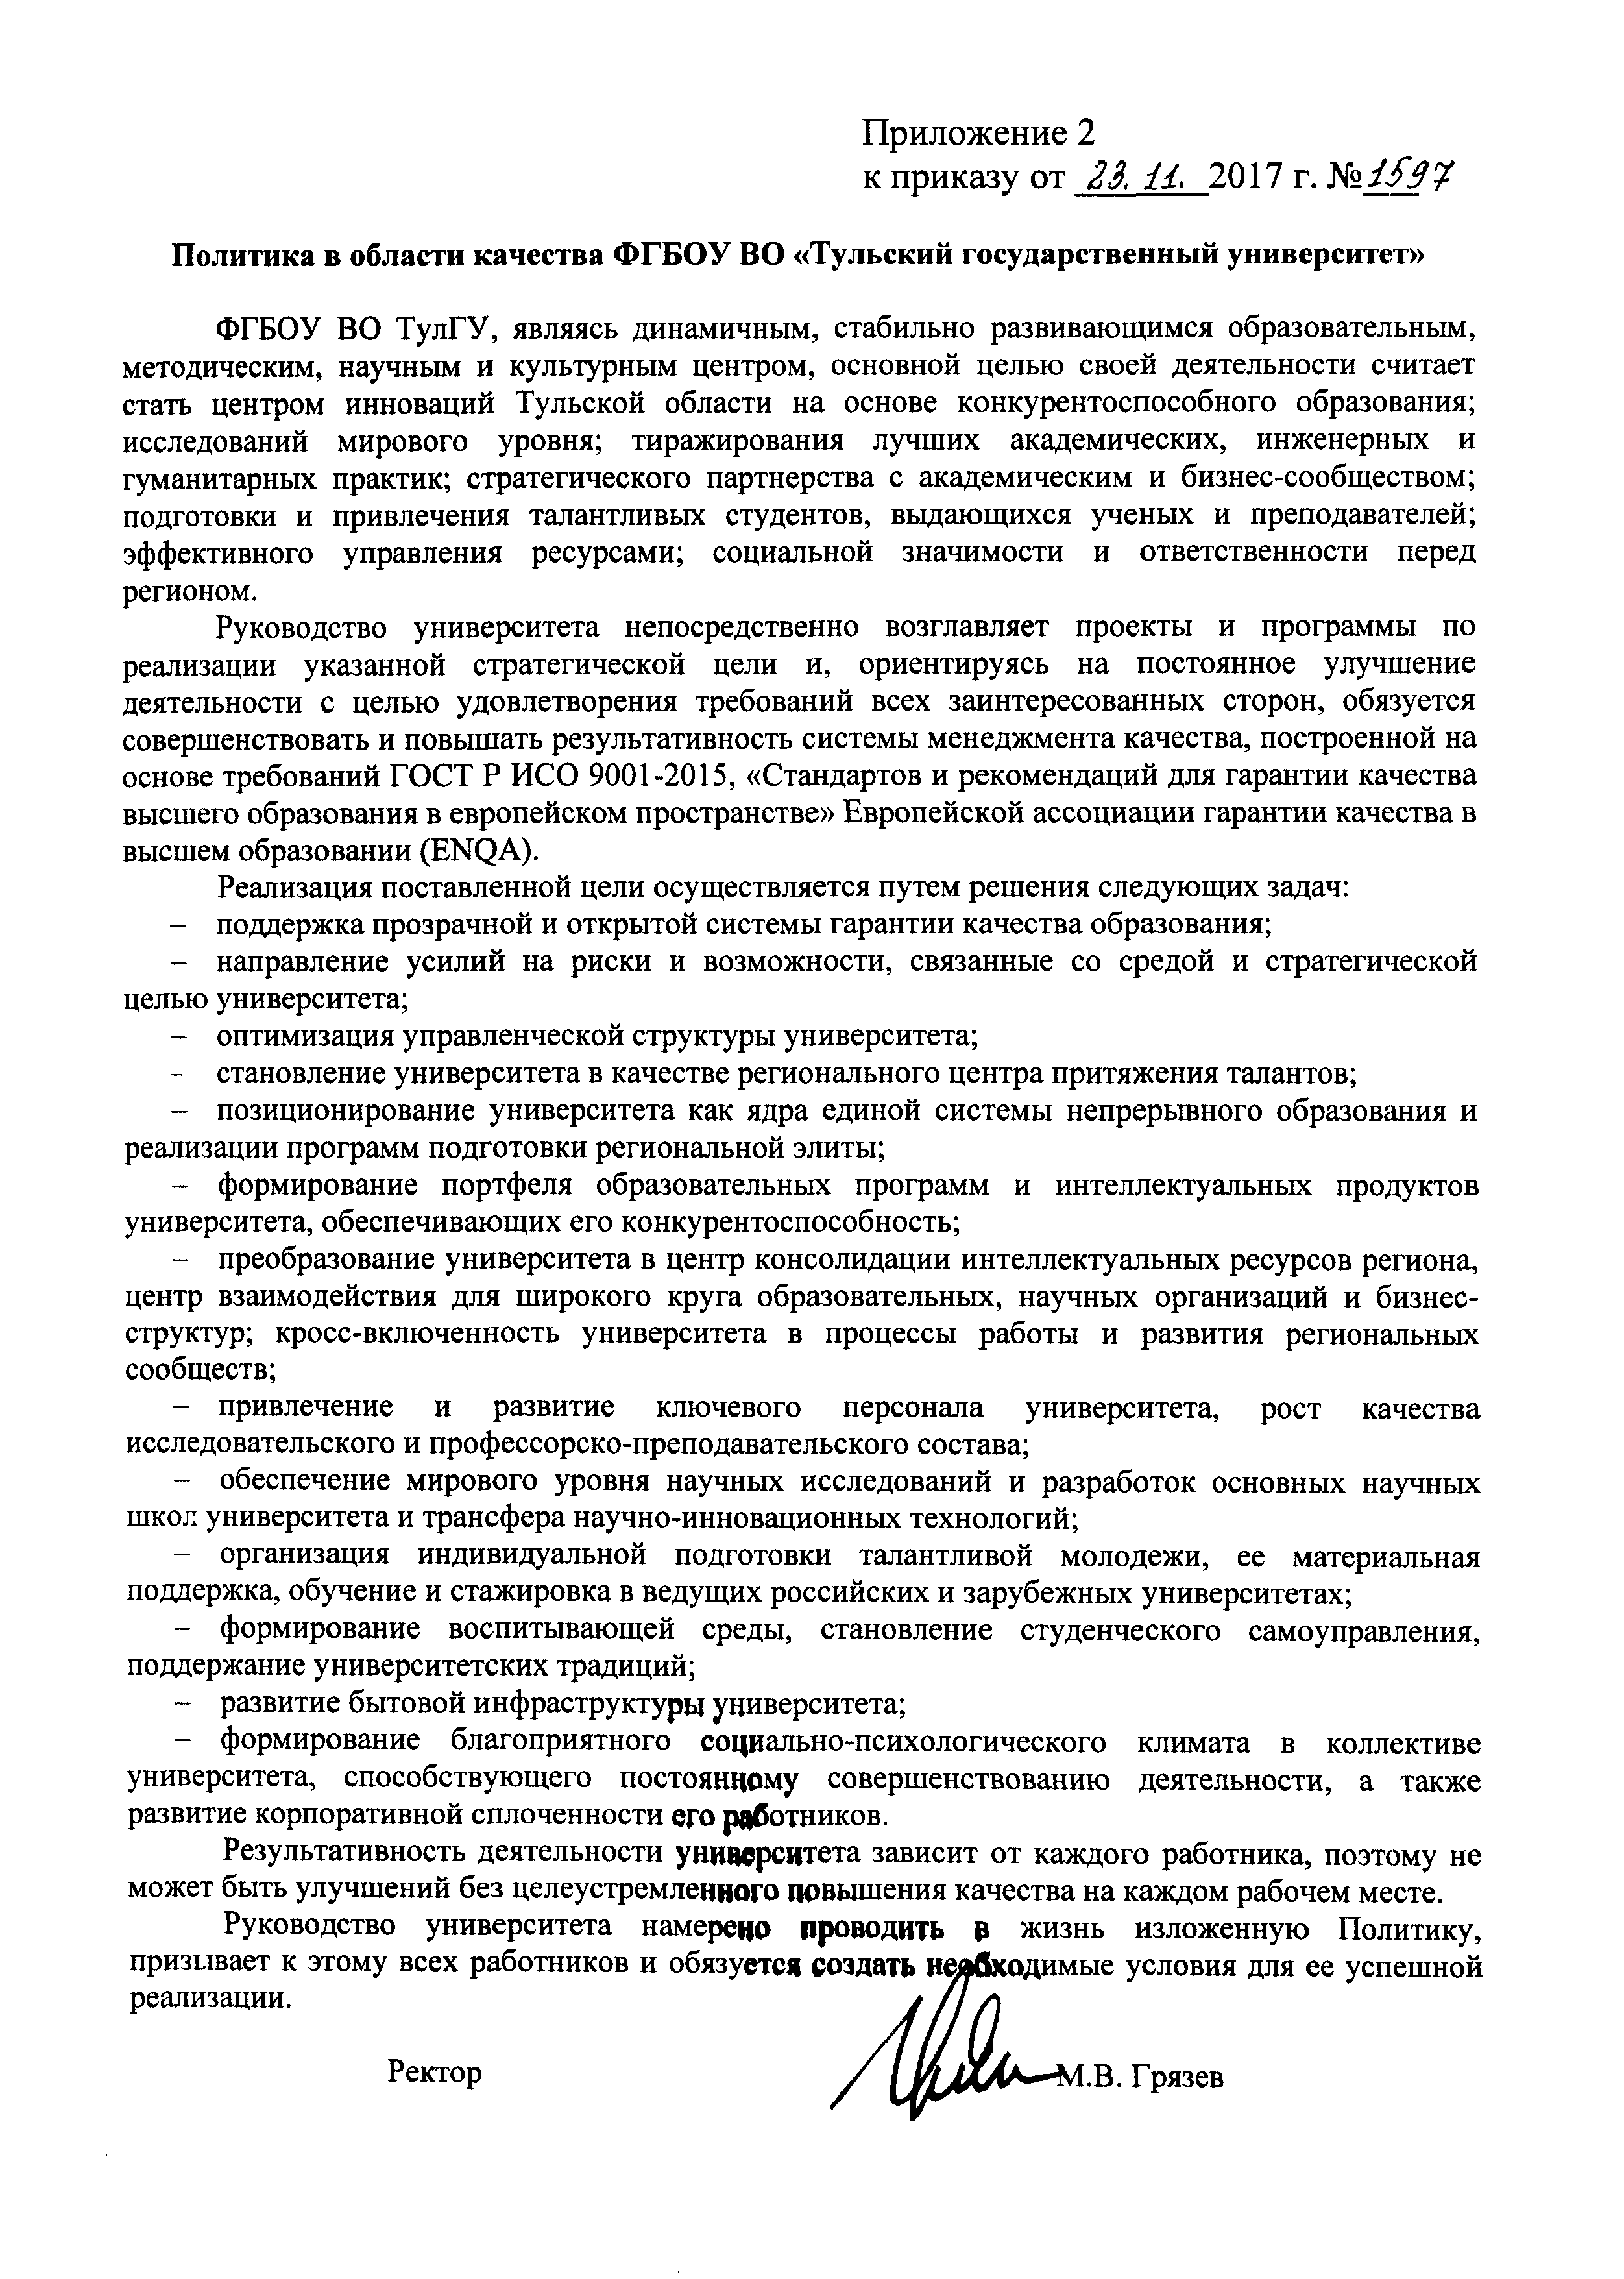 Приложение 2
к приказу от 23. 11. 2017 г. №1597
Политика в области качества ФГБОУ ВО «Тульский государственный университет»
ФГБОУ ВО ТулГУ, являясь динамичным, стабильно развивающимся образовательным,
методическим, научным и культурным центром, основной целью своей деятельности считает
стать центром инноваций Тульской области на основе конкурентоспособного образования;
исследований мирового уровня; тиражирования лучших академических, инженерных и
гуманитарных практик; стратегического партнерства с академическим и бизнес-сообществом;
подготовки и привлечения талантливых студентов, выдающихся ученых и преподавателей;
эффективного управления ресурсами; социальной значимости и ответственности перед
регионом.
Руководство университета непосредственно возглавляет проекты и программы по
реализации указанной стратегической цели и, ориентируясь на постоянное улучшение
деятельности с целью удовлетворения требований всех заинтересованных сторон, обязуется
совершенствовать и повышать результативность системы менеджмента качества, построенной на
основе требований ГОСТ Р ИСО 9001-2015, «Стандартов и рекомендаций для гарантии качества
высшего образования в европейском пространстве» Европейской ассоциации гарантии качества в
высшем образовании (ENQA).
Реализация поставленной цели осуществляется путем решения следующих задач:
– поддержка прозрачной и открытой системы гарантии качества образования;
– направление усилий на риски и возможности, связанные со средой и стратегической
целью университета;
– оптимизация управленческой структуры университета;
- становление университета в качестве регионального центра притяжения талантов;
– позиционирование университета как ядра единой системы непрерывного образования и
реализации программ подготовки региональной элиты;
– формирование портфеля образовательных программ и интеллектуальных продуктов
университета, обеспечивающих его конкурентоспособность;
– преобразование университета в центр консолидации интеллектуальных ресурсов региона,
центр взаимодействия для широкого круга образовательных, научных организаций и бизнес-
структур; кросс-включенность университета в процессы работы и развития региональных
сообществ;
– привлечение и развитие ключевого персонала университета, рост качества
исследовательского и профессорско-преподавательского состава;
– обеспечение мирового уровня научных исследований и разработок основных научных
школ университета и трансфера научно-инновационных технологий;
– организация индивидуальной подготовки талантливой молодежи, ее материальная
поддержка, обучение и стажировка в ведущих российских и зарубежных университетах;
– формирование воспитывающей среды, становление студенческого самоуправления,
поддержание университетских традиций;
– развитие бытовой инфраструктуры университета;
– формирование благоприятного социально-психологического климата в коллективе
университета, способствующего постоянному совершенствованию деятельности, а также
развитие корпоративной сплоченности его работников.
Результативность деятельности университета зависит от каждого работника, поэтому не
может быть улучшений без целеустремленного повышения качества на каждом рабочем месте.
Руководство университета намерено проводить в жизнь изложенную Политику,
призывает к этому всех работников и обязуется создать необходимые условия для ее успешной
реализации.
Ректор М.В. Грязев